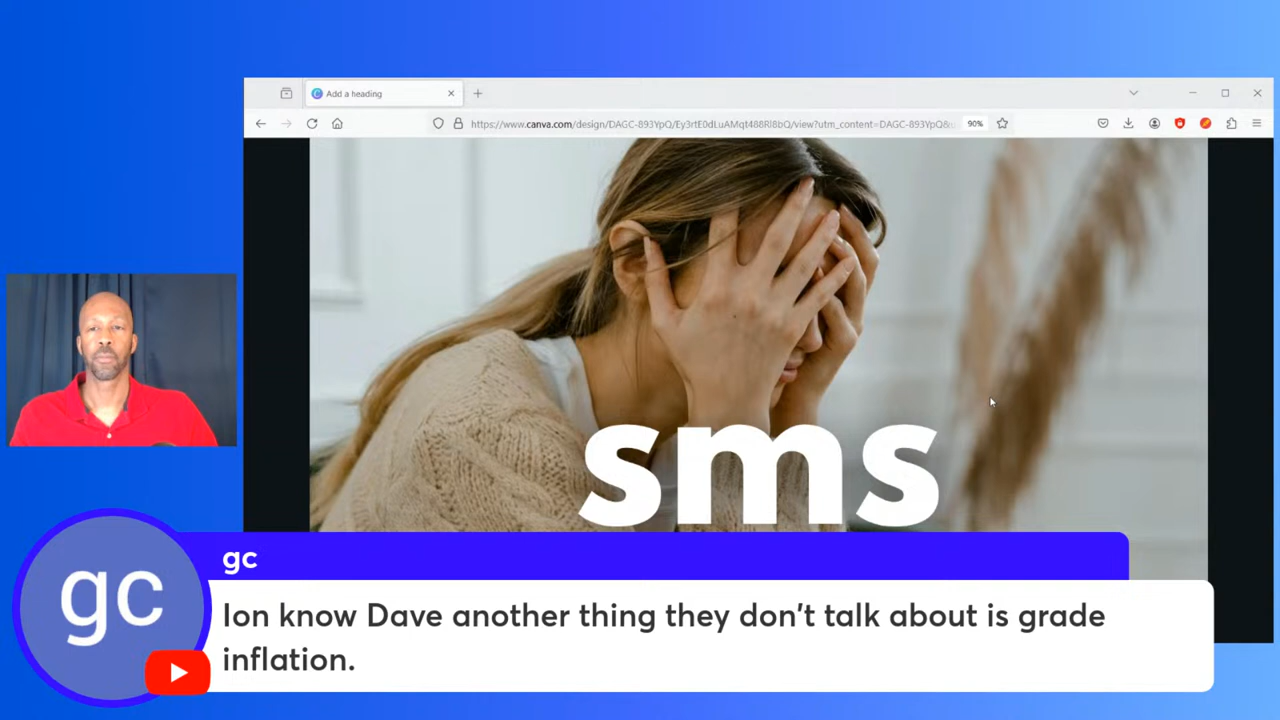 Add a heading
https://www.canva.com/design/DAGC-893YpQ/Ey3rtE0dLuAMqt488Rl8bQ/view?utm_content=DAGC-893YpQ&
90%
sms
gc
gc
Ion know Dave another thing they don't talk about is grade
inflation.